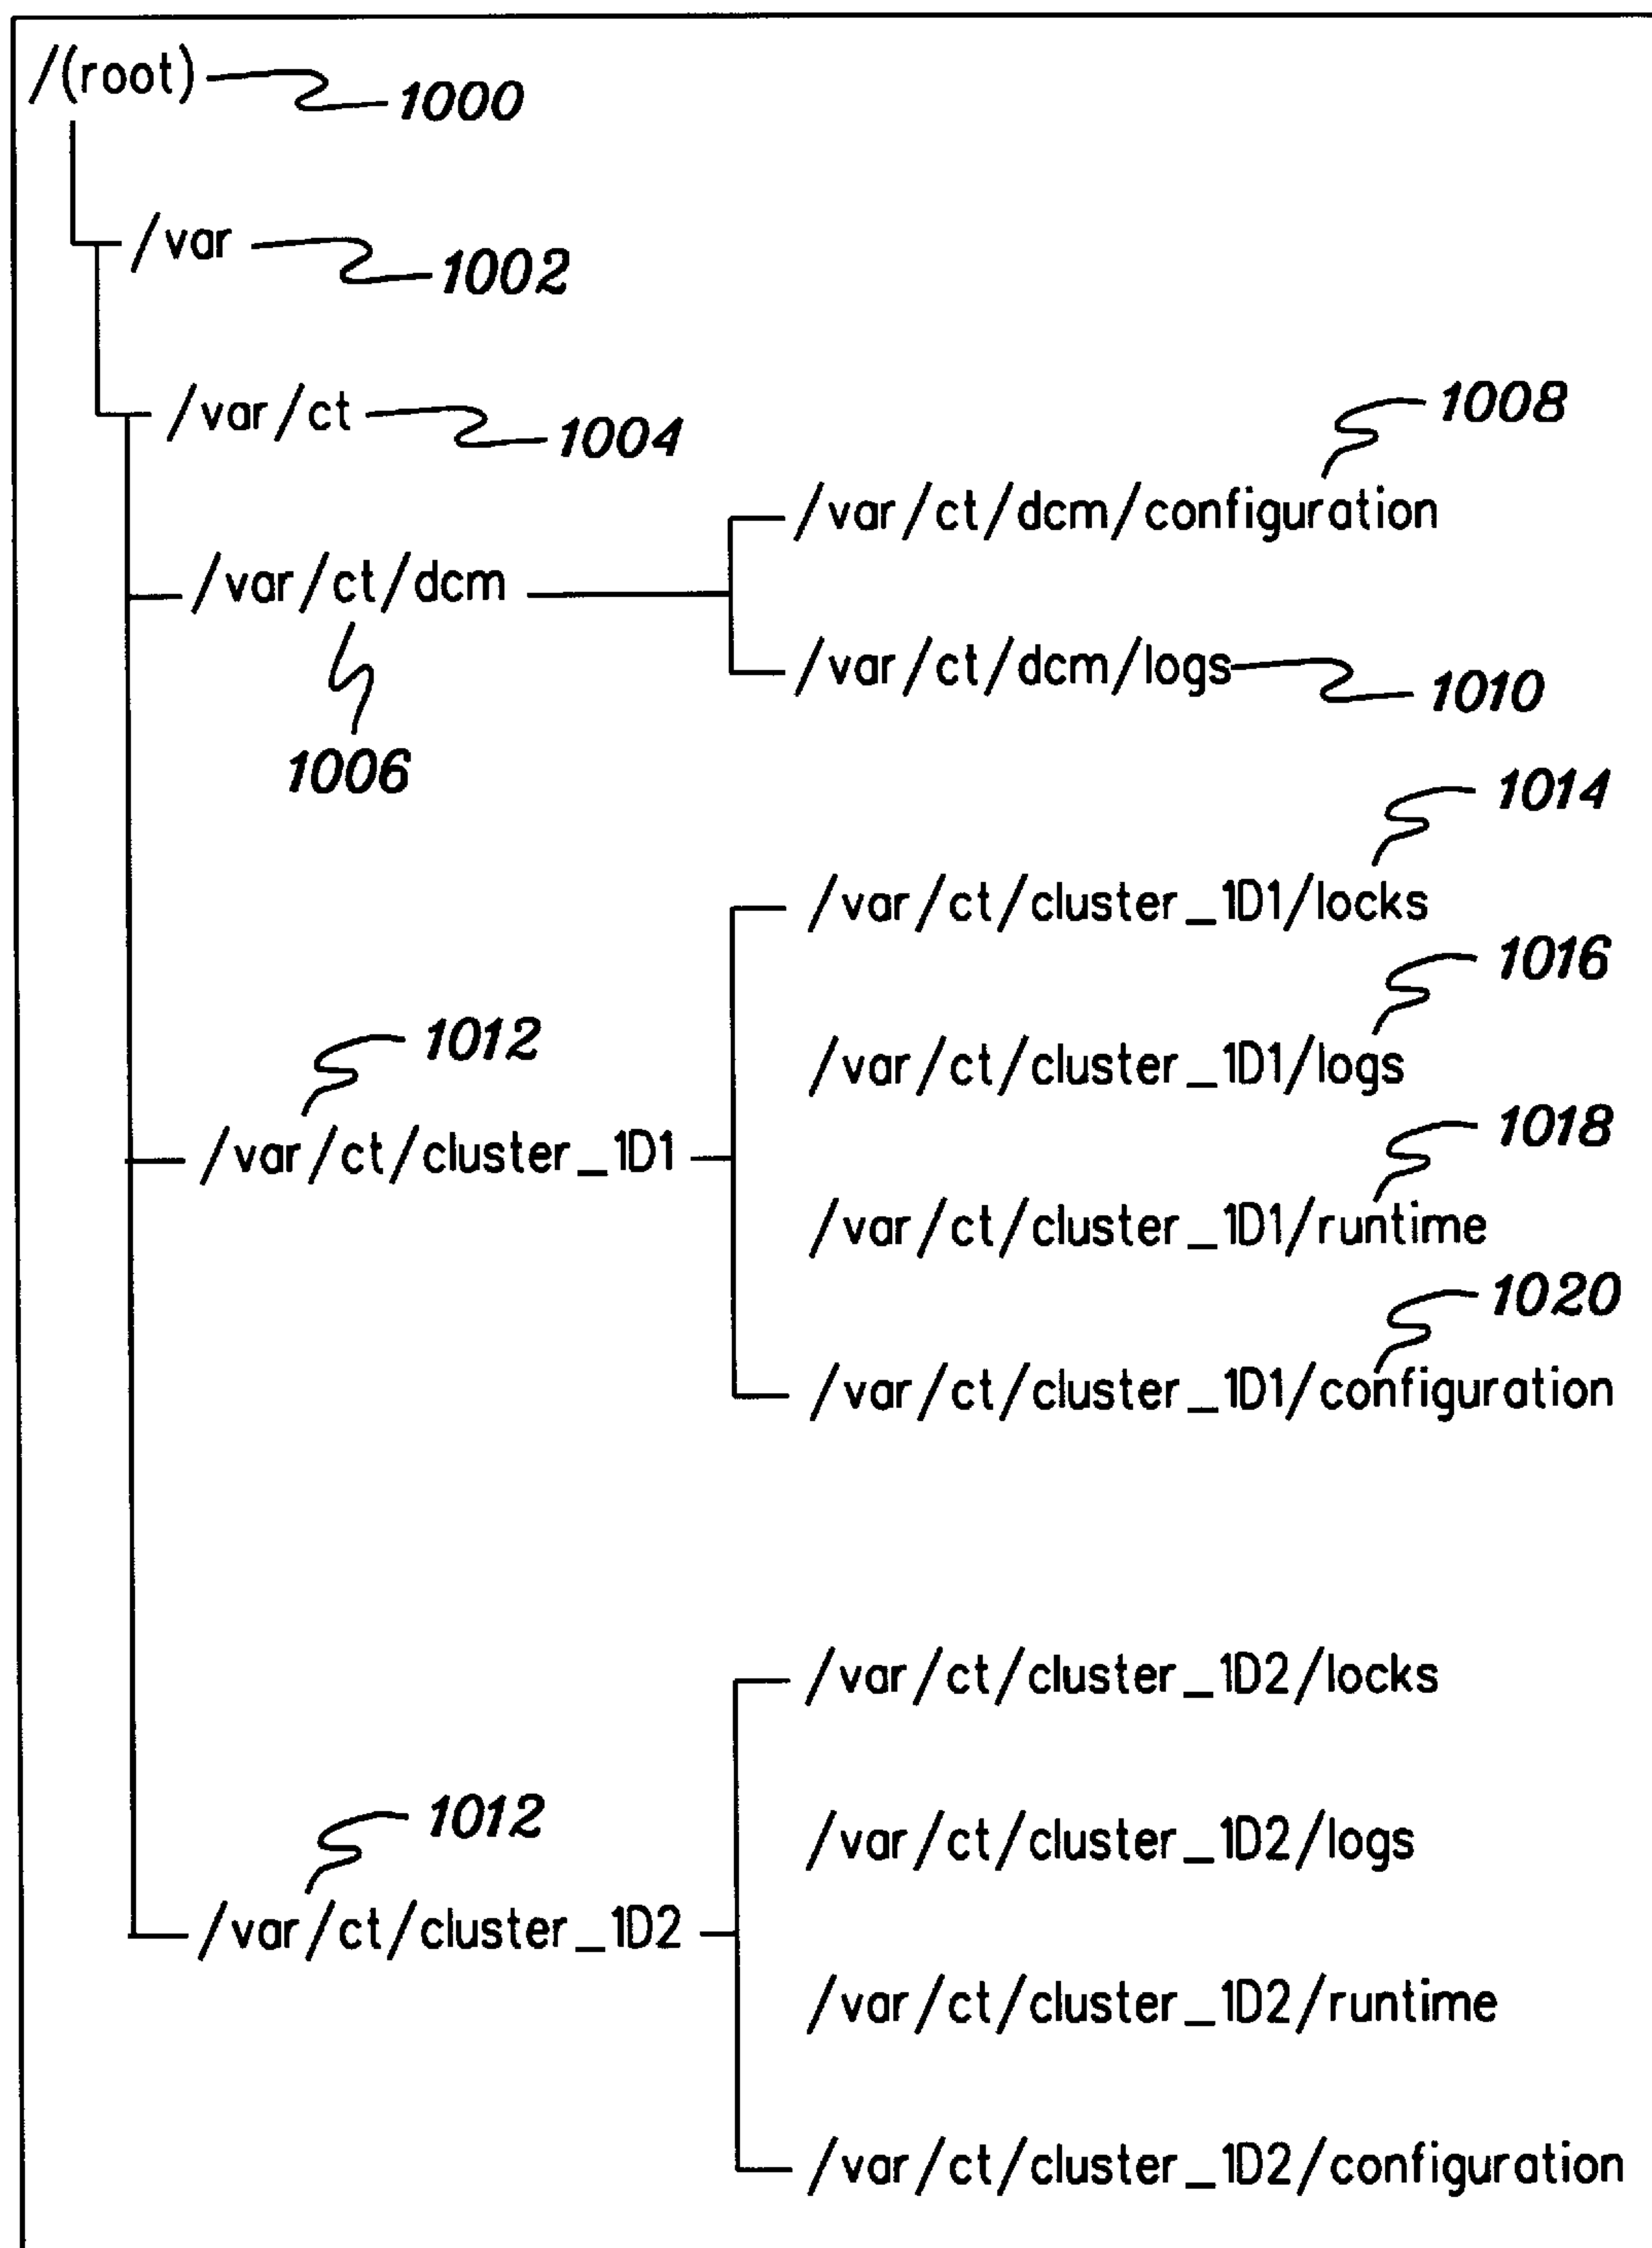 /(root) 1000
/var 1002
/var/ct 1004
1008
/var/ct/dcm/configuration
/var/ct/dcm
/var/ct/dcm/logs 1010
1006
1014
/var/ct/cluster_1D1/locks
1016
1012
/var/ct/cluster_1D1/logs
1018
/var/ct/cluster_1D1
/var/ct/cluster_1D1/runtime
1020
/var/ct/cluster_1D1/configuration
/var/ct/cluster_1D2/locks
1012
/var/ct/cluster_1D2/logs
/var/ct/cluster_1D2
/var/ct/cluster_1D2/runtime
/var/ct/cluster_1D2/configuration